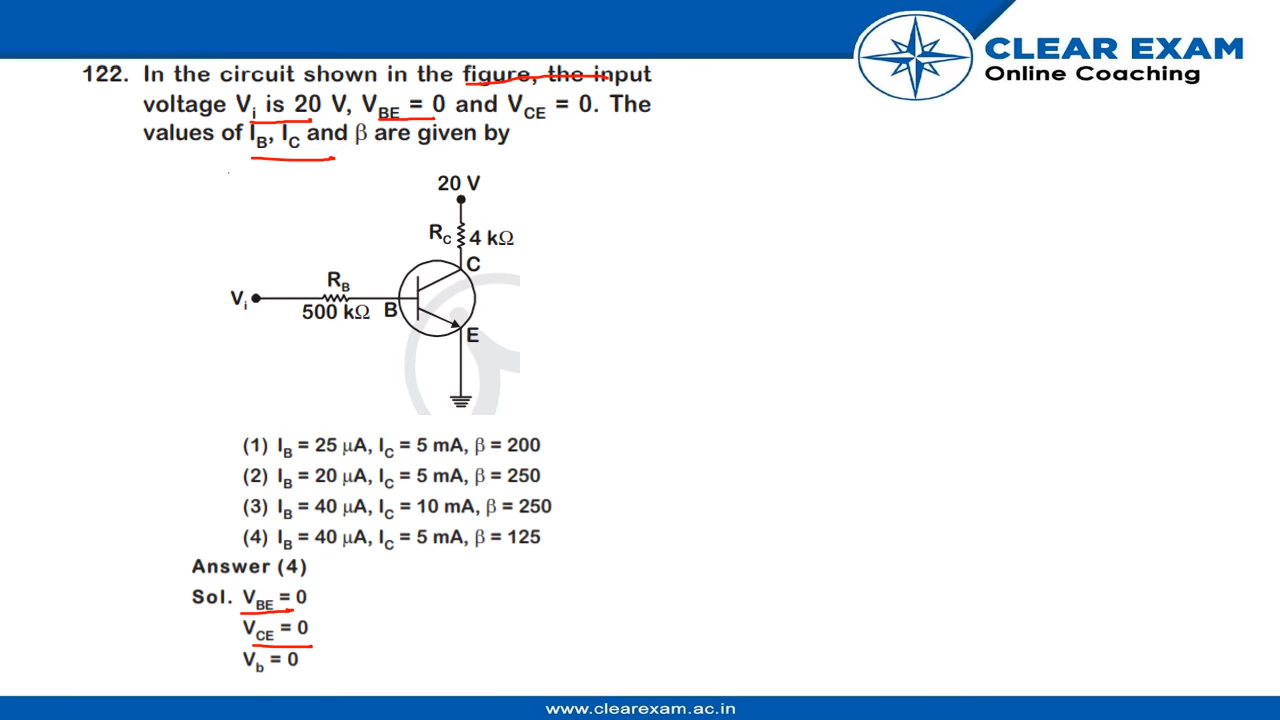 CLEAR EXAM
Online Coaching
122. In the circuit shown in the figure, the input
voltage Vi is 20 V, VBE = 0 and VCE = 0. The
values of IB, IC and β are given by
20 V
RC 4 kΩ
C
RB
Vi
500 kΩ B
E
(1) IB = 25 μA, IC = 5 mA, β = 200
(2) IB = 20 μA, IC = 5 mA, β = 250
(3) IB = 40 μA, IC = 10 mA, β = 250
(4) IB = 40 μA, IC = 5 mA, β = 125
Answer (4)
Sol. VBE = 0
VCE = 0
Vb = 0
www.clearexam.ac.in